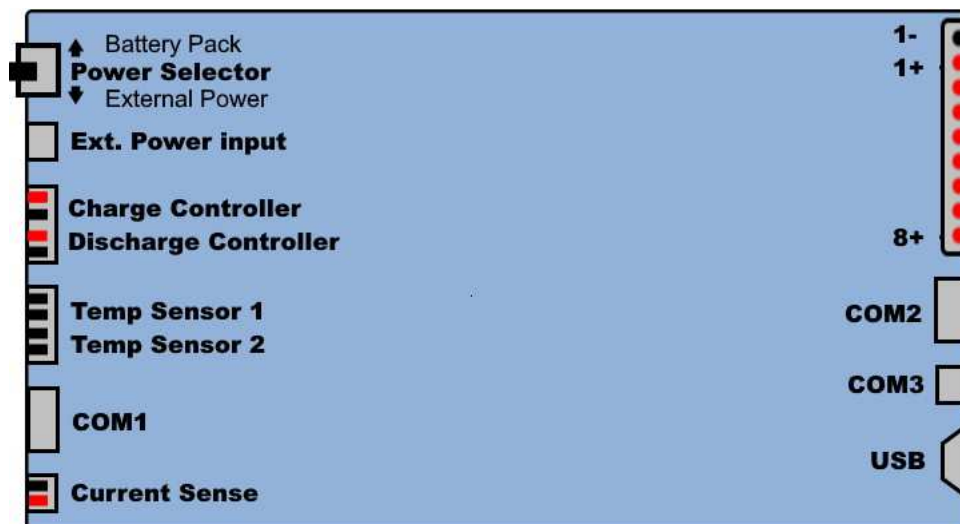 Battery Pack
Power Selector
External Power
Ext. Power input
Charge Controller
Discharge Controller
Temp Sensor 1
Temp Sensor 2
COM1
Current Sense
1-
1+
8+
COM2
COM3
USB